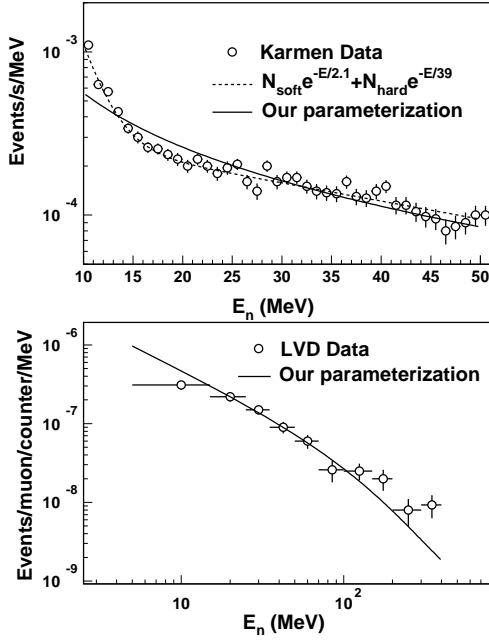 Events/s/MeV
10^-3
10^-4
Karmen Data
N_soft e^-E/2.1+N_hard e^-E/39
Our parameterization
10 15 20 25 30 35 40 45 50
E_n (MeV)
Events/muon/counter/MeV
10^-6
10^-7
10^-8
10^-9
LVD Data
Our parameterization
10 10^2
E_n (MeV)